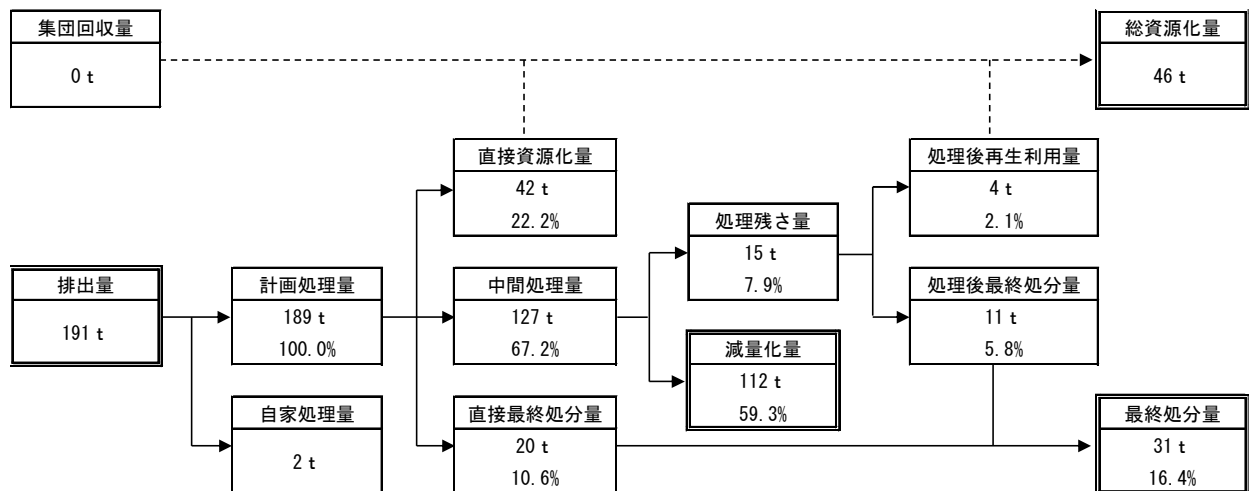 集団回収量
0 t
総資源化量
46 t
直接資源化量
42 t
22.2%
処理後再生利用量
4 t
2.1%
処理残さ量
15 t
7.9%
排出量
191 t
計画処理量
189 t
100.0%
中間処理量
127 t
67.2%
処理後最終処分量
11 t
5.8%
減量化量
112 t
59.3%
自家処理量
2 t
直接最終処分量
20 t
10.6%
最終処分量
31 t
16.4%